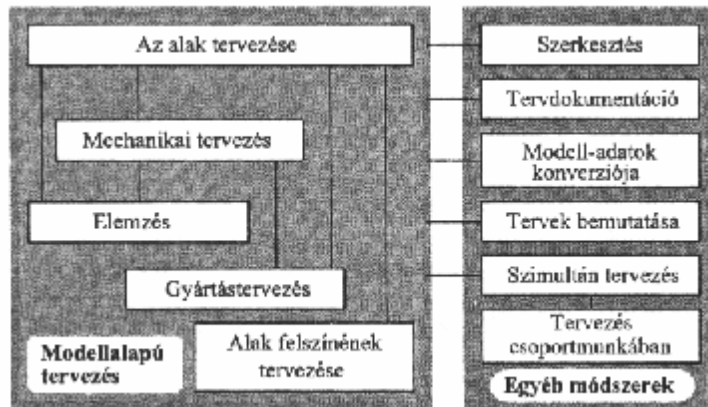 Az alak tervezése
Mechanikai tervezés
Elemzés
Gyártástervezés
Alak felszínének
tervezése
Modellalapú
tervezés
Szerkesztés
Tervdokumentáció
Modell-adatok
konverziója
Tervek bemutatása
Szimultán tervezés
Tervezés
csoportmunkában
Egyéb módszerek